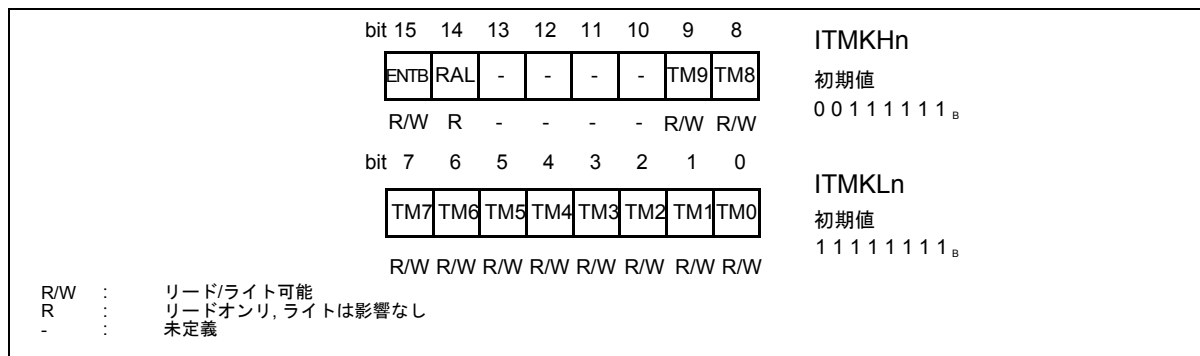 bit 15 14 13 12 11 10 9 8
ITMKHn
ENTB RAL - - - - TM9 TM8
初期値
0 0 1 1 1 1 1 1 B
R/W R - - - - R/W R/W
bit 7 6 5 4 3 2 1 0
ITMKLn
TM7 TM6 TM5 TM4 TM3 TM2 TM1 TM0
初期値
1 1 1 1 1 1 1 1 B
R/W R/W R/W R/W R/W R/W R/W R/W
R/W : リード/ライト可能
R : リードオンリ, ライトは影響なし
- : 未定義